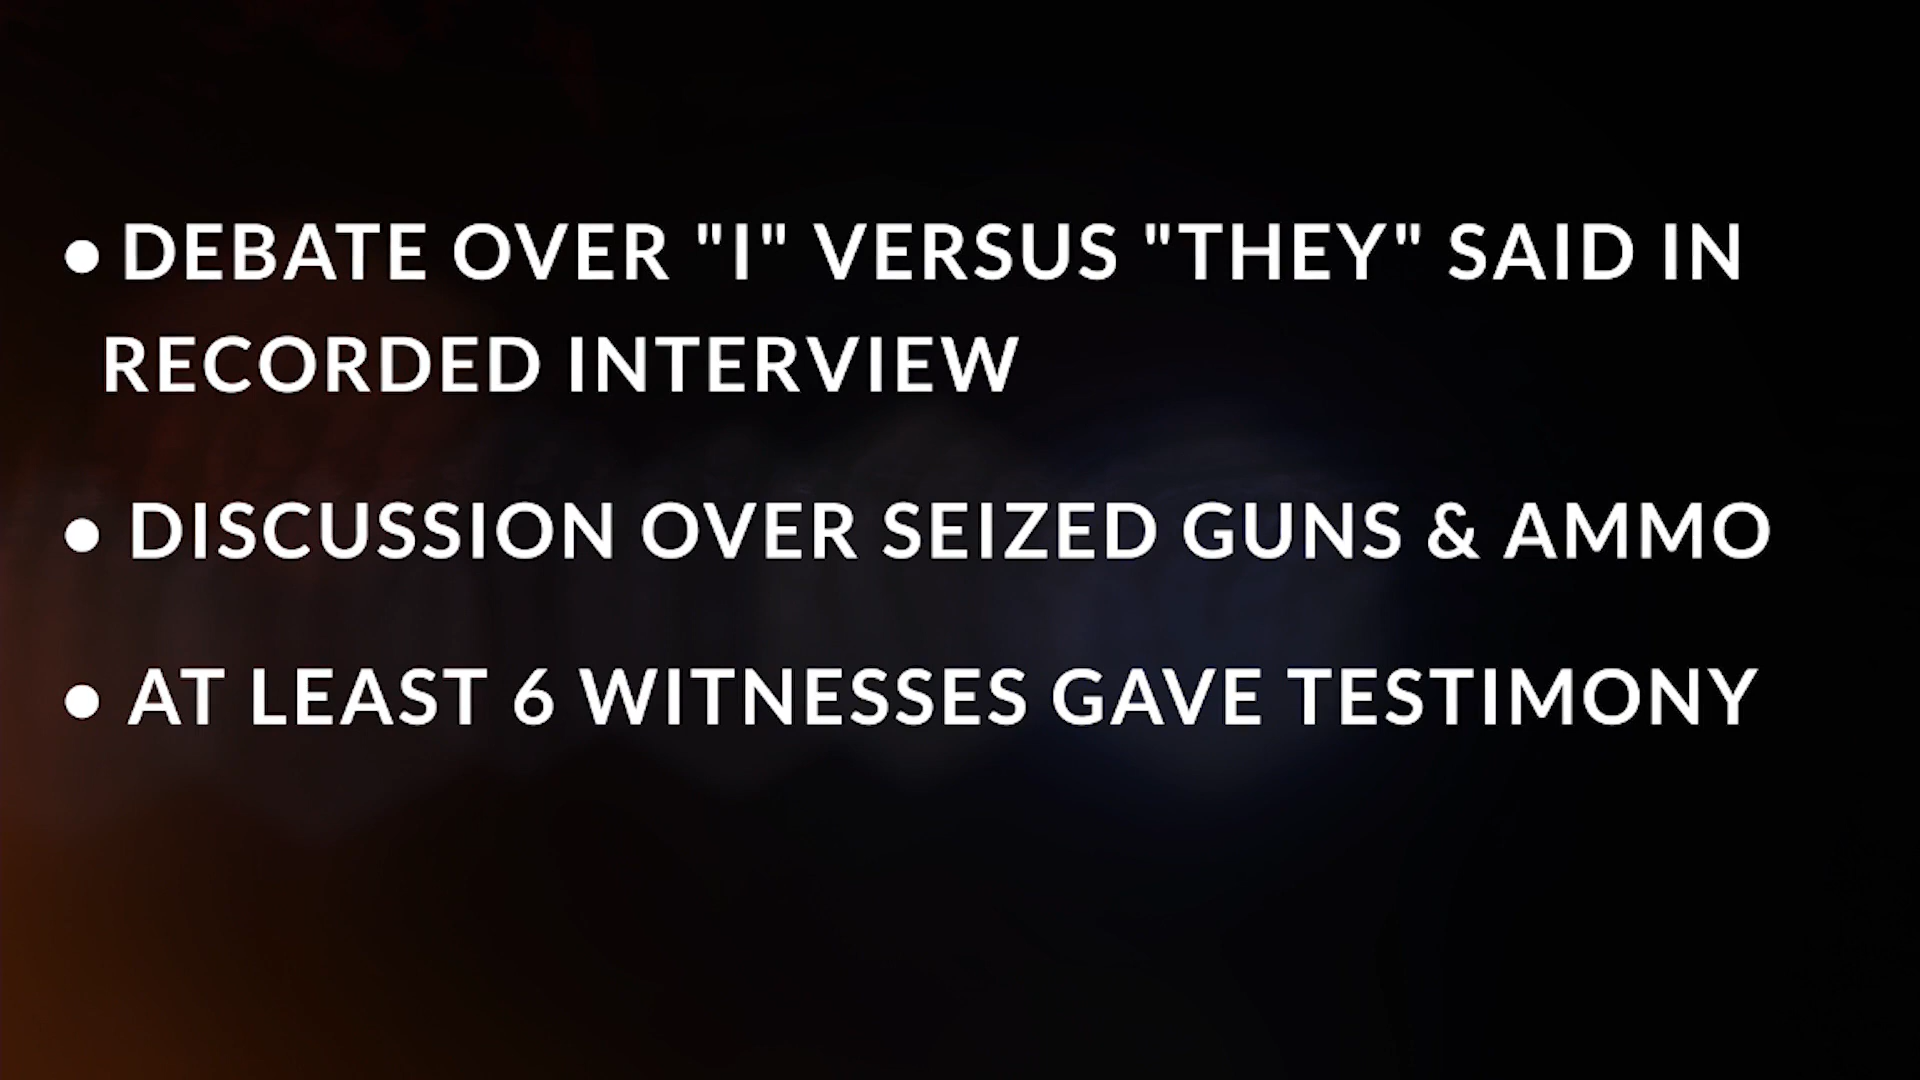 • DEBATE OVER "I" VERSUS "THEY" SAID IN
RECORDED INTERVIEW
• DISCUSSION OVER SEIZED GUNS & AMMO
• AT LEAST 6 WITNESSES GAVE TESTIMONY